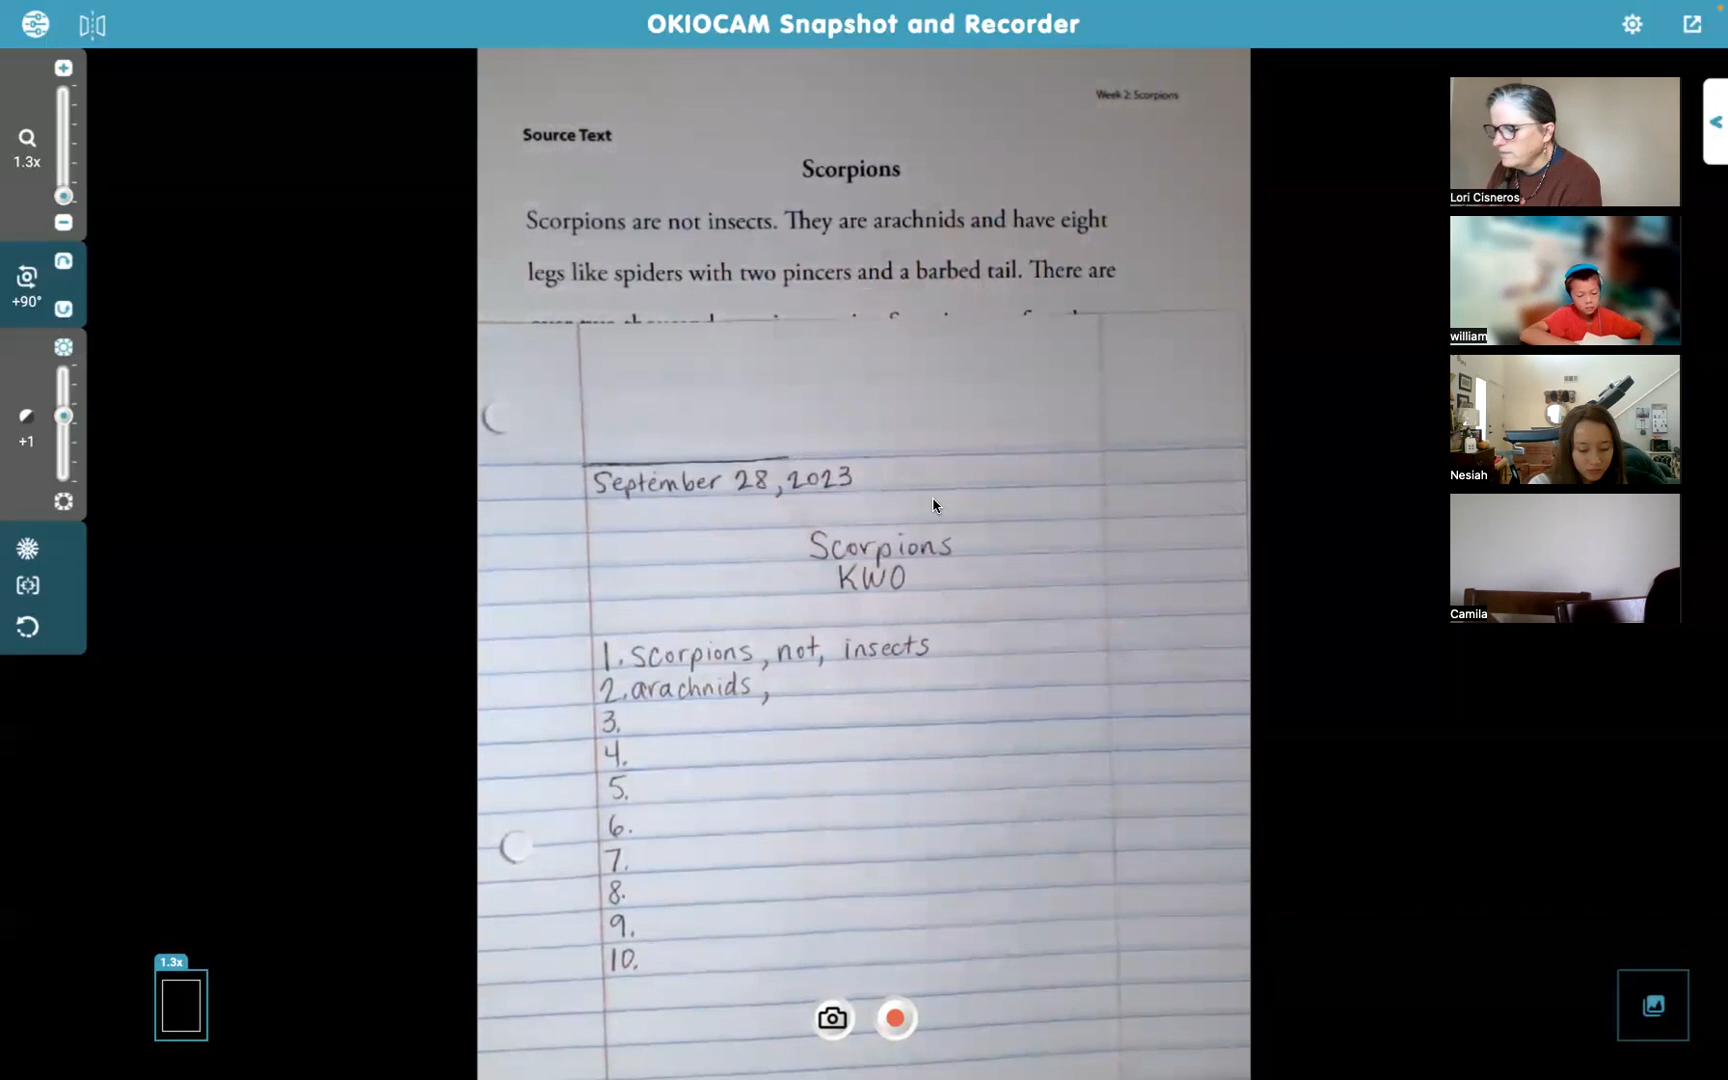 OKIOCAM Snapshot and Recorder
1.3x
+90°
+1
1.3x
Week 2: Scorpions
Source Text
Scorpions
Scorpions are not insects. They are arachnids and have eight
legs like spiders with two pincers and a barbed tail. There are
September 28, 2023
Scorpions
KWO
1. scorpions, not, insects
2. arachnids,
3.
4.
5.
6.
7.
8.
9.
10.
Lori Cisneros
william
Nesiah
Camila